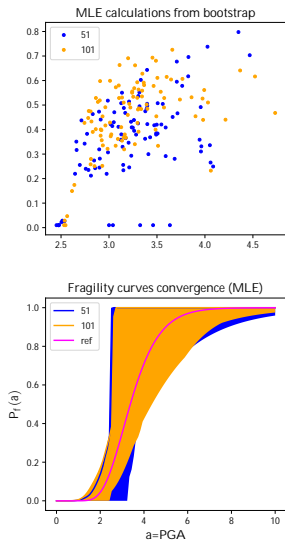 MLE calculations from bootstrap
0.8
0.7
0.6
0.5
0.4
0.3
0.2
0.1
0.0
51
101
2.5 3.0 3.5 4.0 4.5
Fragility curves convergence (MLE)
1.0
0.8
0.6
0.4
0.2
0.0
51
101
ref
Pf(a)
0 2 4 6 8 10
a=PGA